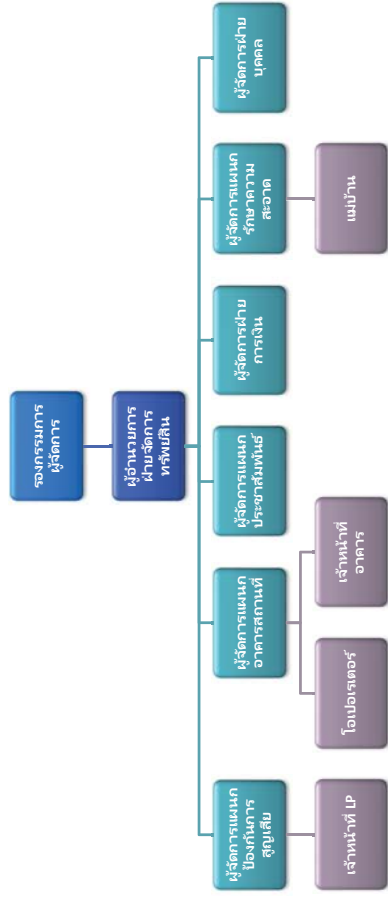 รองกรรมการ
ผู้จัดการ
ผู้อำนวยการ
ฝ่ายจัดการ
ทรัพย์สิน
ผู้จัดการแผนก
ป้องกันการ
สูญเสีย
ผู้จัดการแผนก
อาคารสถานที่
ผู้จัดการแผนก
ประชาสัมพันธ์
ผู้จัดการฝ่าย
การเงิน
ผู้จัดการแผนก
รักษาความ
สะอาด
ผู้จัดการฝ่าย
บุคคล
เจ้าหน้าที่ LP
โอเปอเรเตอร์
เจ้าหน้าที่
อาคาร
แม่บ้าน